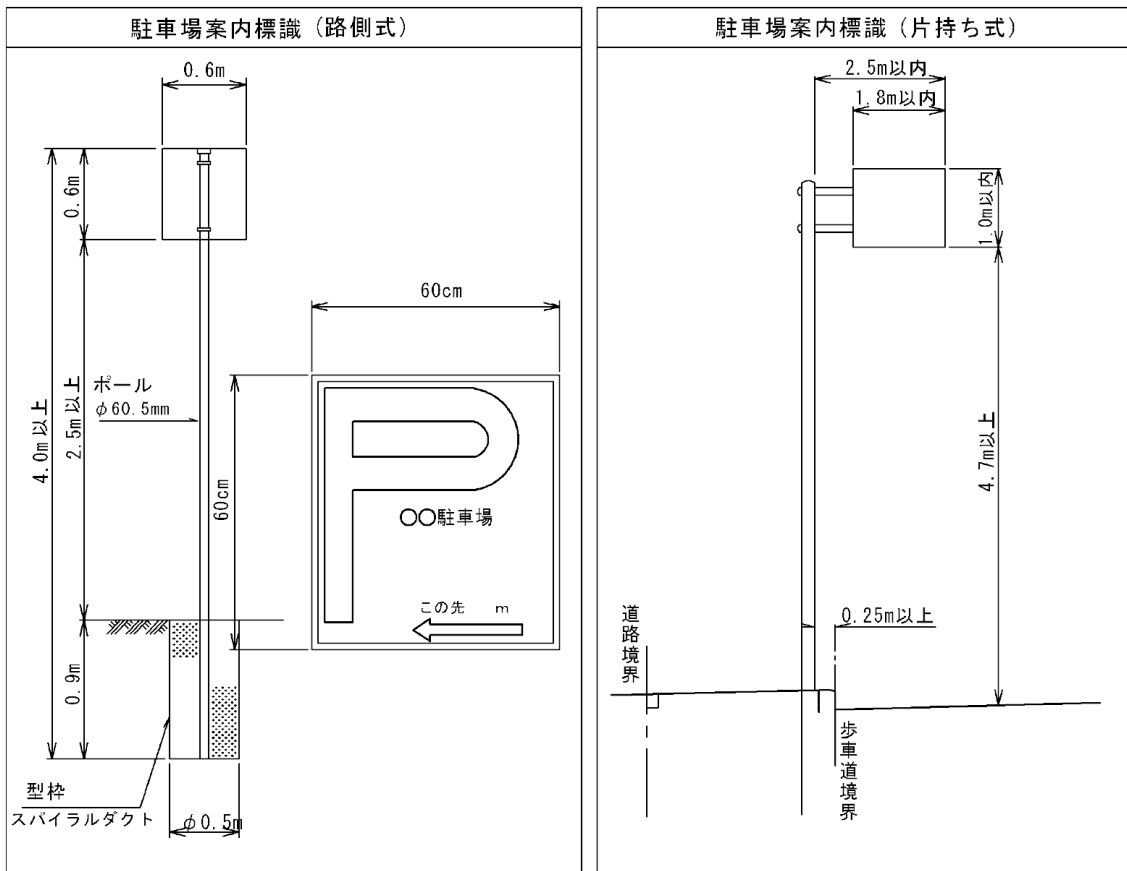 駐車場案内標識（路側式）
0.6m
0.6m
4.0m以上
2.5m以上
ポール
φ60.5mm
0.9m
型枠
スパイラルダクト
φ0.5m
60cm
60cm
○○駐車場
この先　m
駐車場案内標識（片持ち式）
2.5m以内
1.8m以内
1.0m以内
4.7m以上
0.25m以上
道路境界
歩車道境界